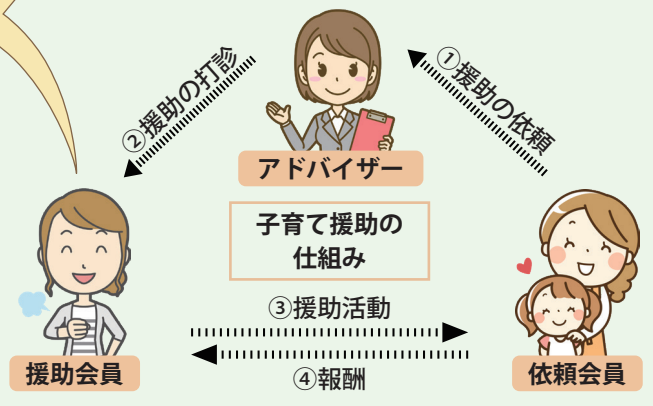 ①援助の依頼
②援助の打診
アドバイザー
子育て援助の
仕組み
③援助活動
④報酬
援助会員
依頼会員